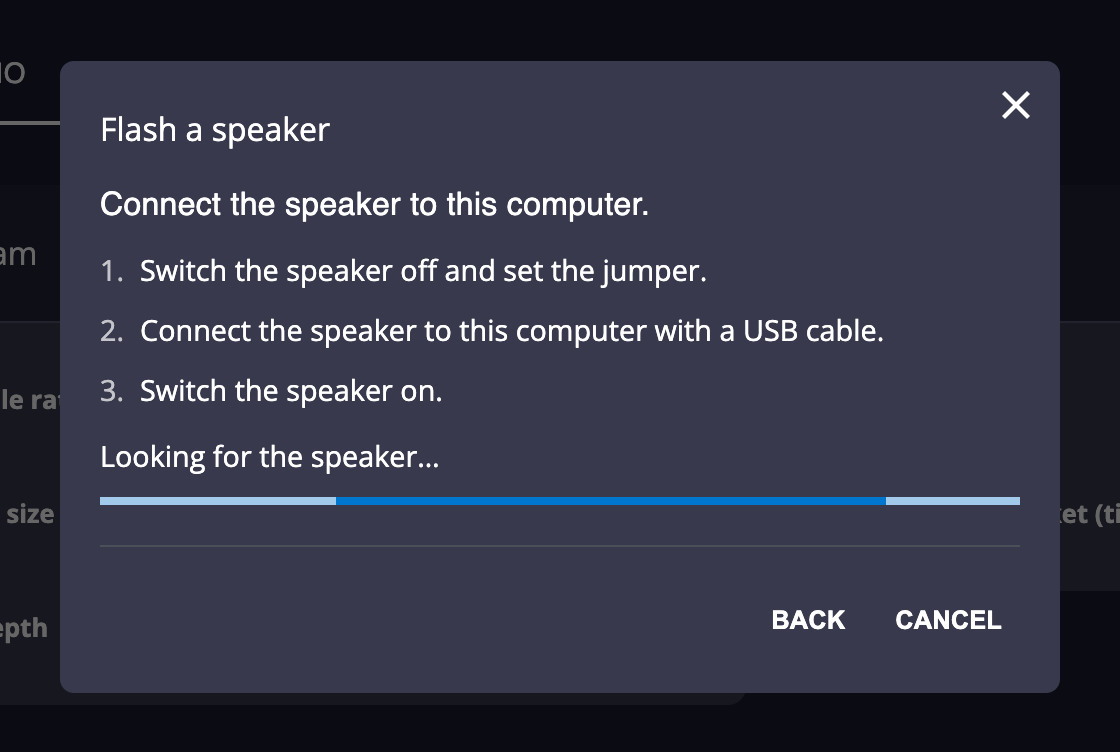 Flash a speaker
Connect the speaker to this computer.
1. Switch the speaker off and set the jumper.
2. Connect the speaker to this computer with a USB cable.
3. Switch the speaker on.
Looking for the speaker...
size
BACK CANCEL